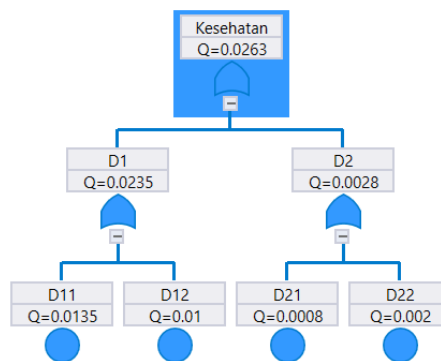 Kesehatan
Q=0.0263
D1
Q=0.0235
D2
Q=0.0028
D11
Q=0.0135
D12
Q=0.01
D21
Q=0.0008
D22
Q=0.002